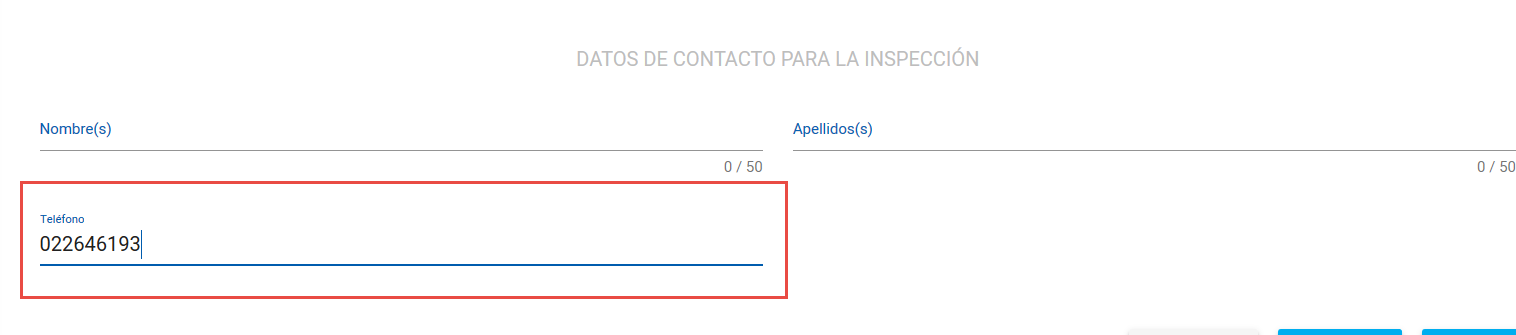 DATOS DE CONTACTO PARA LA INSPECCIÓN
Nombre(s)
Apellidos(s)
0 / 50
0 / 50
Teléfono
022646193